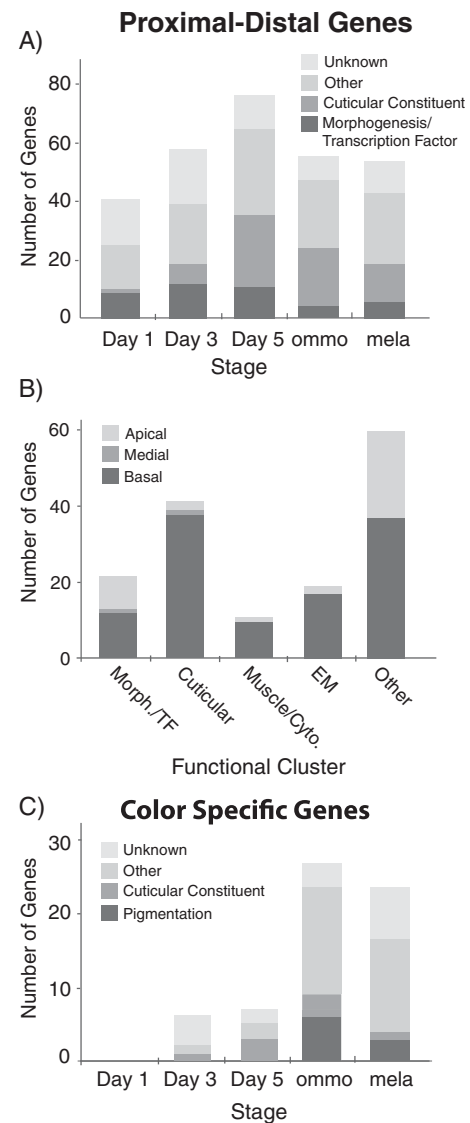 Proximal-Distal Genes
A)
Number of Genes
80
60
40
20
0
Unknown
Other
Cuticular Constituent
Morphogenesis/
Transcription Factor
Day 1 Day 3 Day 5 ommo mela
Stage
B)
Number of Genes
60
40
20
0
Apical
Medial
Basal
Morph./TF
Cuticular
Muscle/Cyto.
EM
Other
Functional Cluster
C)
Color Specific Genes
Number of Genes
30
20
10
0
Unknown
Other
Cuticular Constituent
Pigmentation
Day 1 Day 3 Day 5 ommo mela
Stage